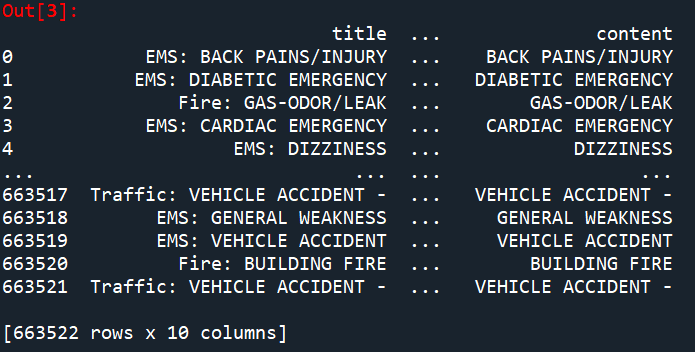 Out[3]:
title ... content
0 EMS: BACK PAINS/INJURY ... BACK PAINS/INJURY
1 EMS: DIABETIC EMERGENCY ... DIABETIC EMERGENCY
2 Fire: GAS-ODOR/LEAK ... GAS-ODOR/LEAK
3 EMS: CARDIAC EMERGENCY ... CARDIAC EMERGENCY
4 EMS: DIZZINESS ... DIZZINESS
... ... ... ...
663517 Traffic: VEHICLE ACCIDENT - ... VEHICLE ACCIDENT -
663518 EMS: GENERAL WEAKNESS ... GENERAL WEAKNESS
663519 EMS: VEHICLE ACCIDENT ... VEHICLE ACCIDENT
663520 Fire: BUILDING FIRE ... BUILDING FIRE
663521 Traffic: VEHICLE ACCIDENT - ... VEHICLE ACCIDENT -
[663522 rows x 10 columns]